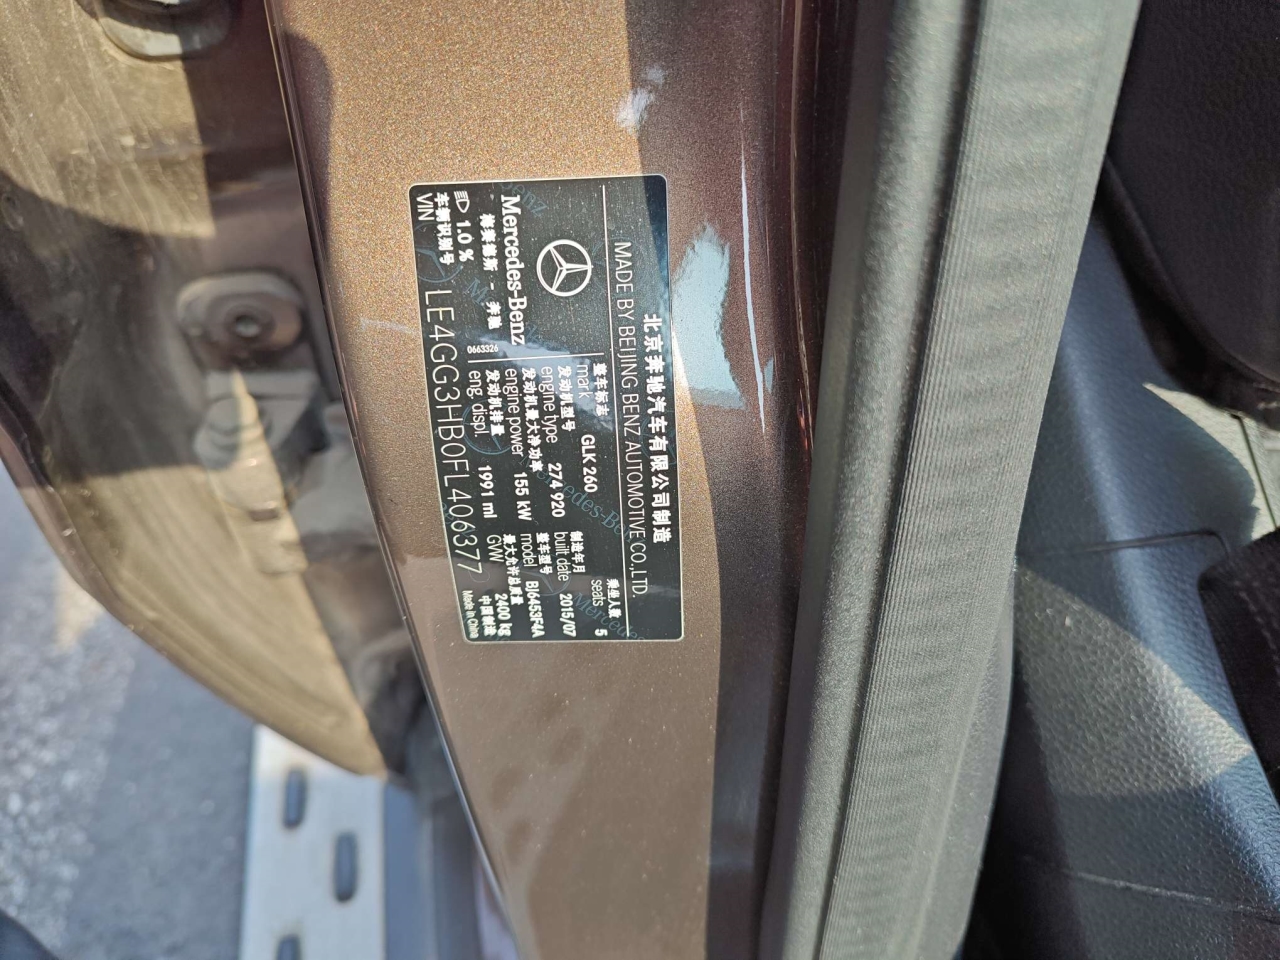 北京奔驰汽车有限公司制造
MADE BY BEIJING BENZ AUTOMOTIVE CO.,LTD.
Mercedes-Benz
梅赛德斯 - 奔驰
0663326
整车标志
mark GLK 260
乘坐人数
seats 5
发动机型号
engine type 274 920
制造年月
built date 2015/07
发动机最大净功率
engine power 155 kW
整车型号
model BJ6453F4A
发动机排量
eng. displ. 1991 ml
最大允许总质量
GVW 2400 kg
1.0 %
车辆识别号
VIN LE4GG3HB0FL406377
中国制造
Made in China